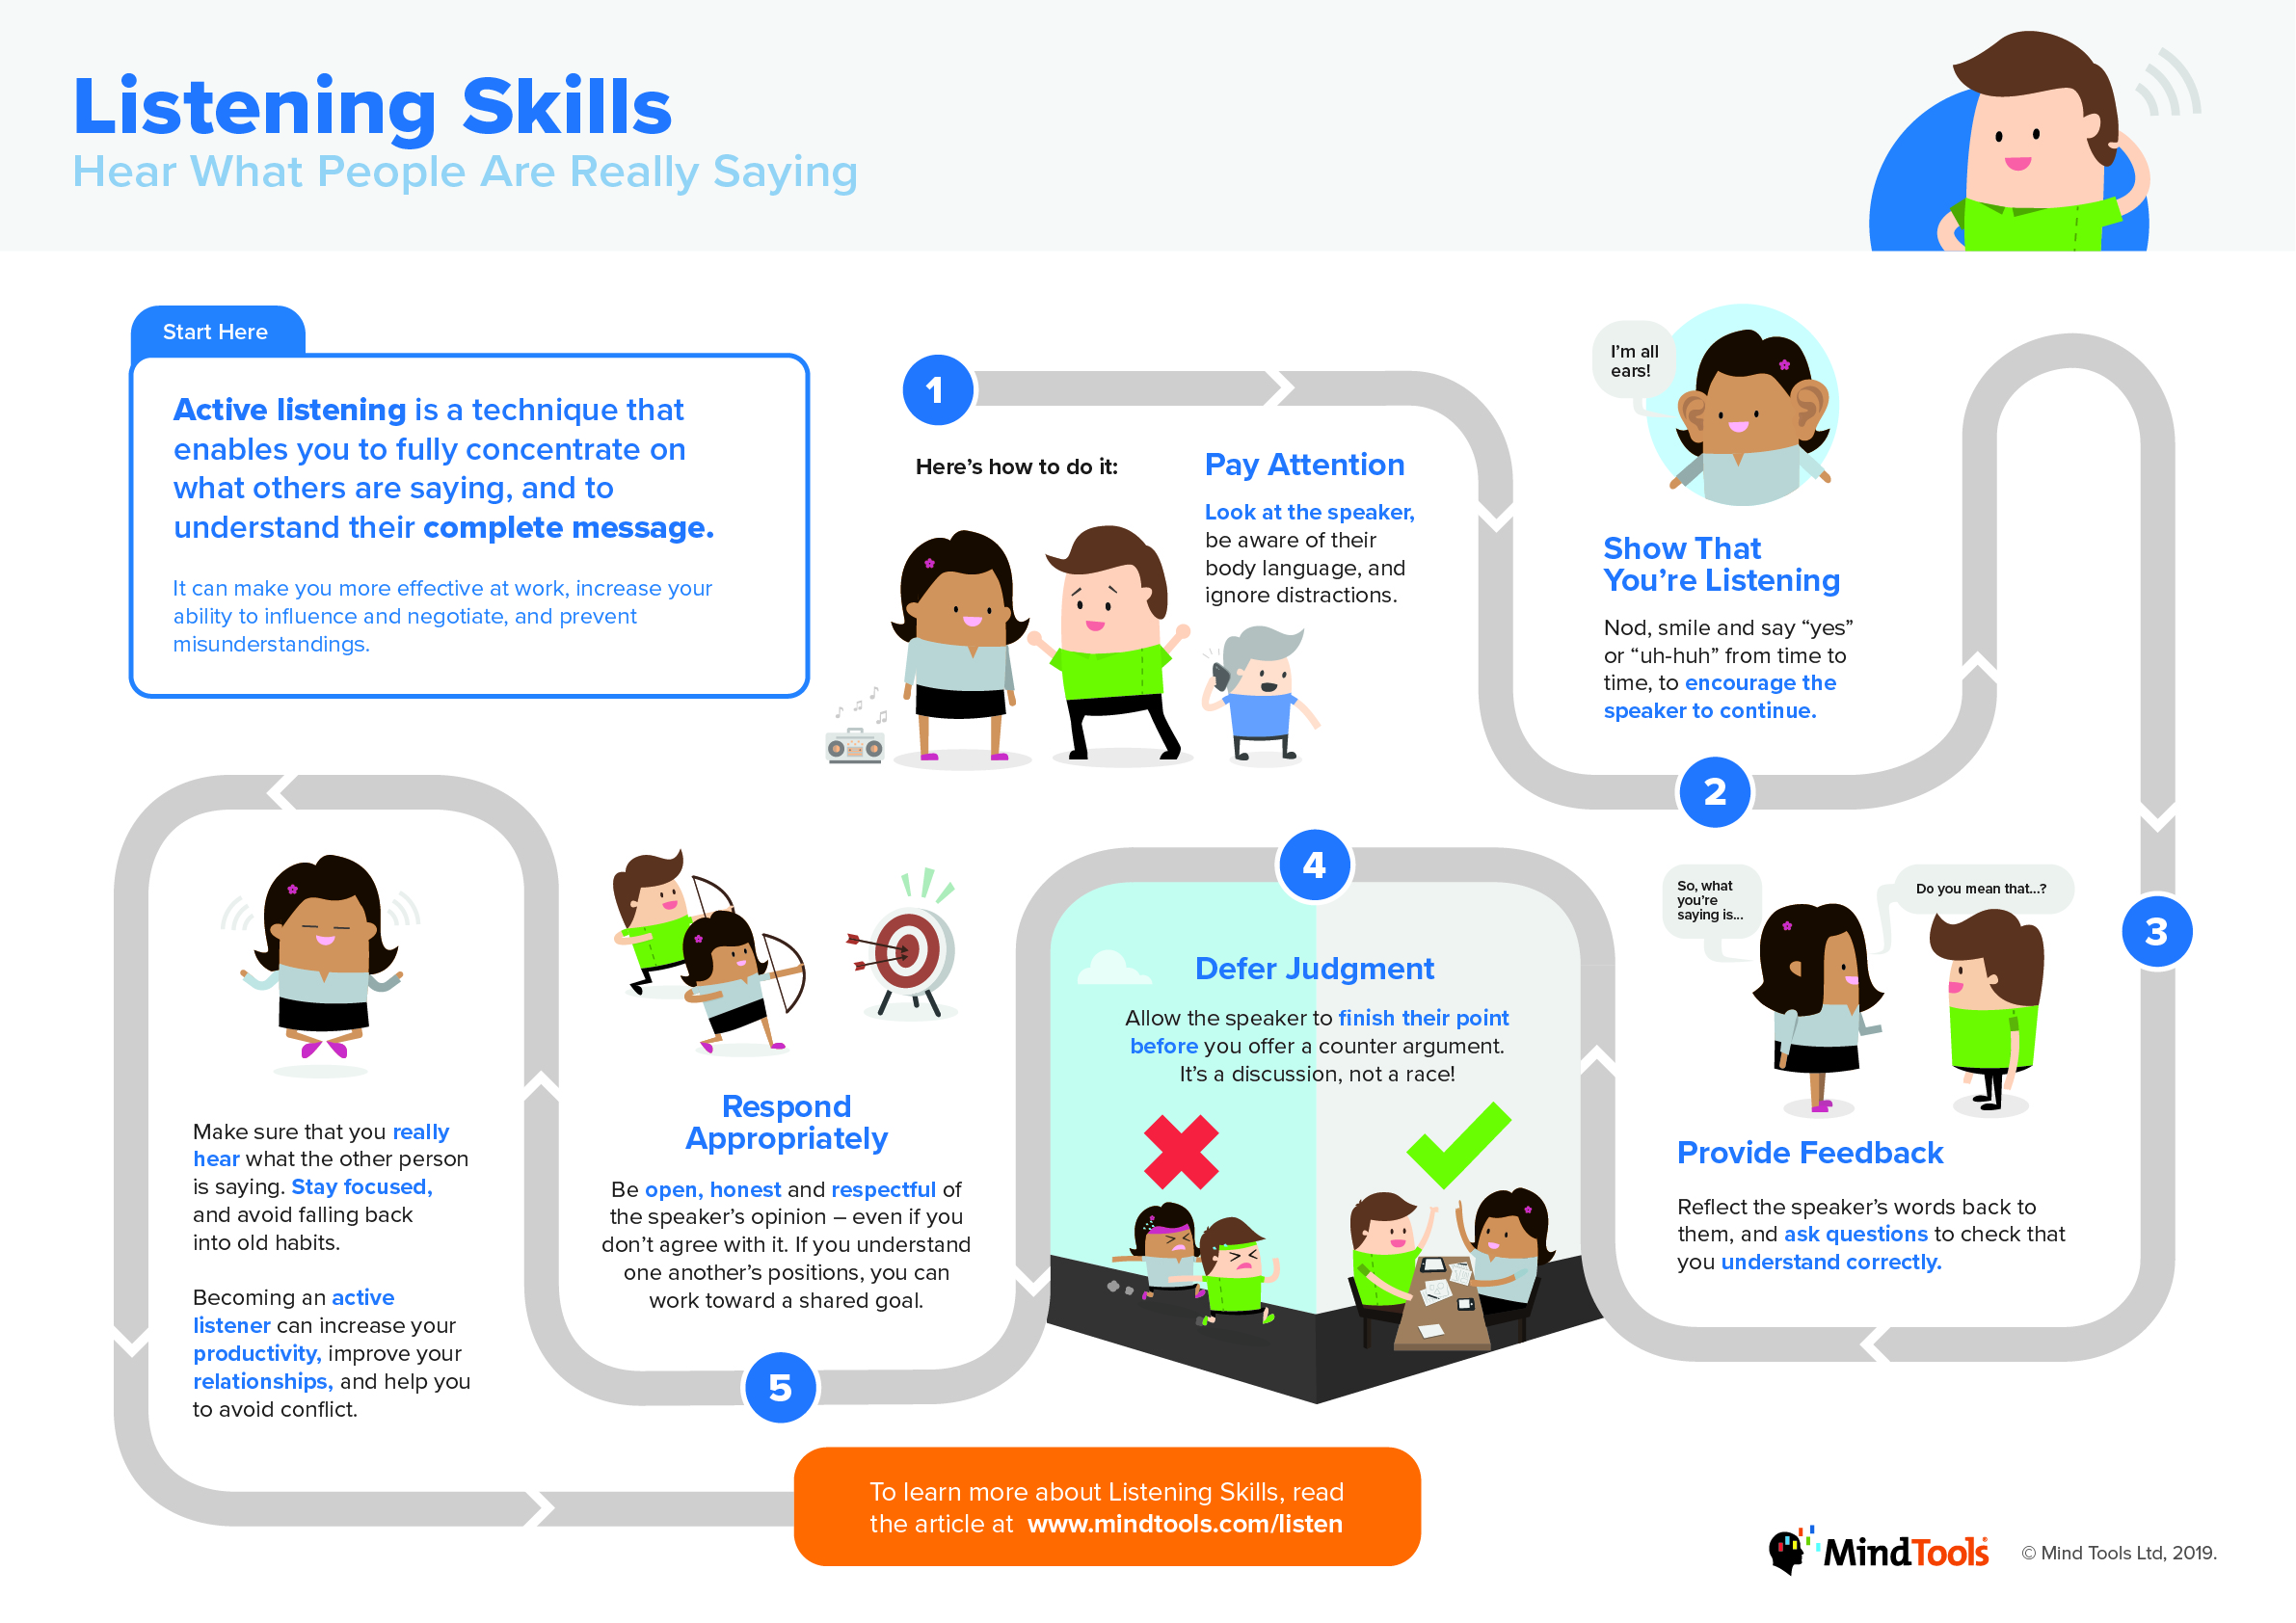 Listening Skills
Hear What People Are Really Saying
Start Here
Active listening is a technique that
enables you to fully concentrate on
what others are saying, and to
understand their complete message.
It can make you more effective at work, increase your
ability to influence and negotiate, and prevent
misunderstandings.
1
Here's how to do it:
Pay Attention
Look at the speaker,
be aware of their
body language, and
ignore distractions.
I'm all
ears!
Show That
You're Listening
Nod, smile and say “yes”
or “uh-huh” from time to
time, to encourage the
speaker to continue.
2
3
So, what
you're
saying is...
Do you mean that...?
Provide Feedback
Reflect the speaker's words back to
them, and ask questions to check that
you understand correctly.
4
Defer Judgment
Allow the speaker to finish their point
before you offer a counter argument.
It's a discussion, not a race!
Respond
Appropriately
Be open, honest and respectful of
the speaker's opinion – even if you
don't agree with it. If you understand
one another's positions, you can
work toward a shared goal.
5
Make sure that you really
hear what the other person
is saying. Stay focused,
and avoid falling back
into old habits.
Becoming an active
listener can increase your
productivity, improve your
relationships, and help you
to avoid conflict.
To learn more about Listening Skills, read
the article at www.mindtools.com/listen
MindTools
© Mind Tools Ltd, 2019.